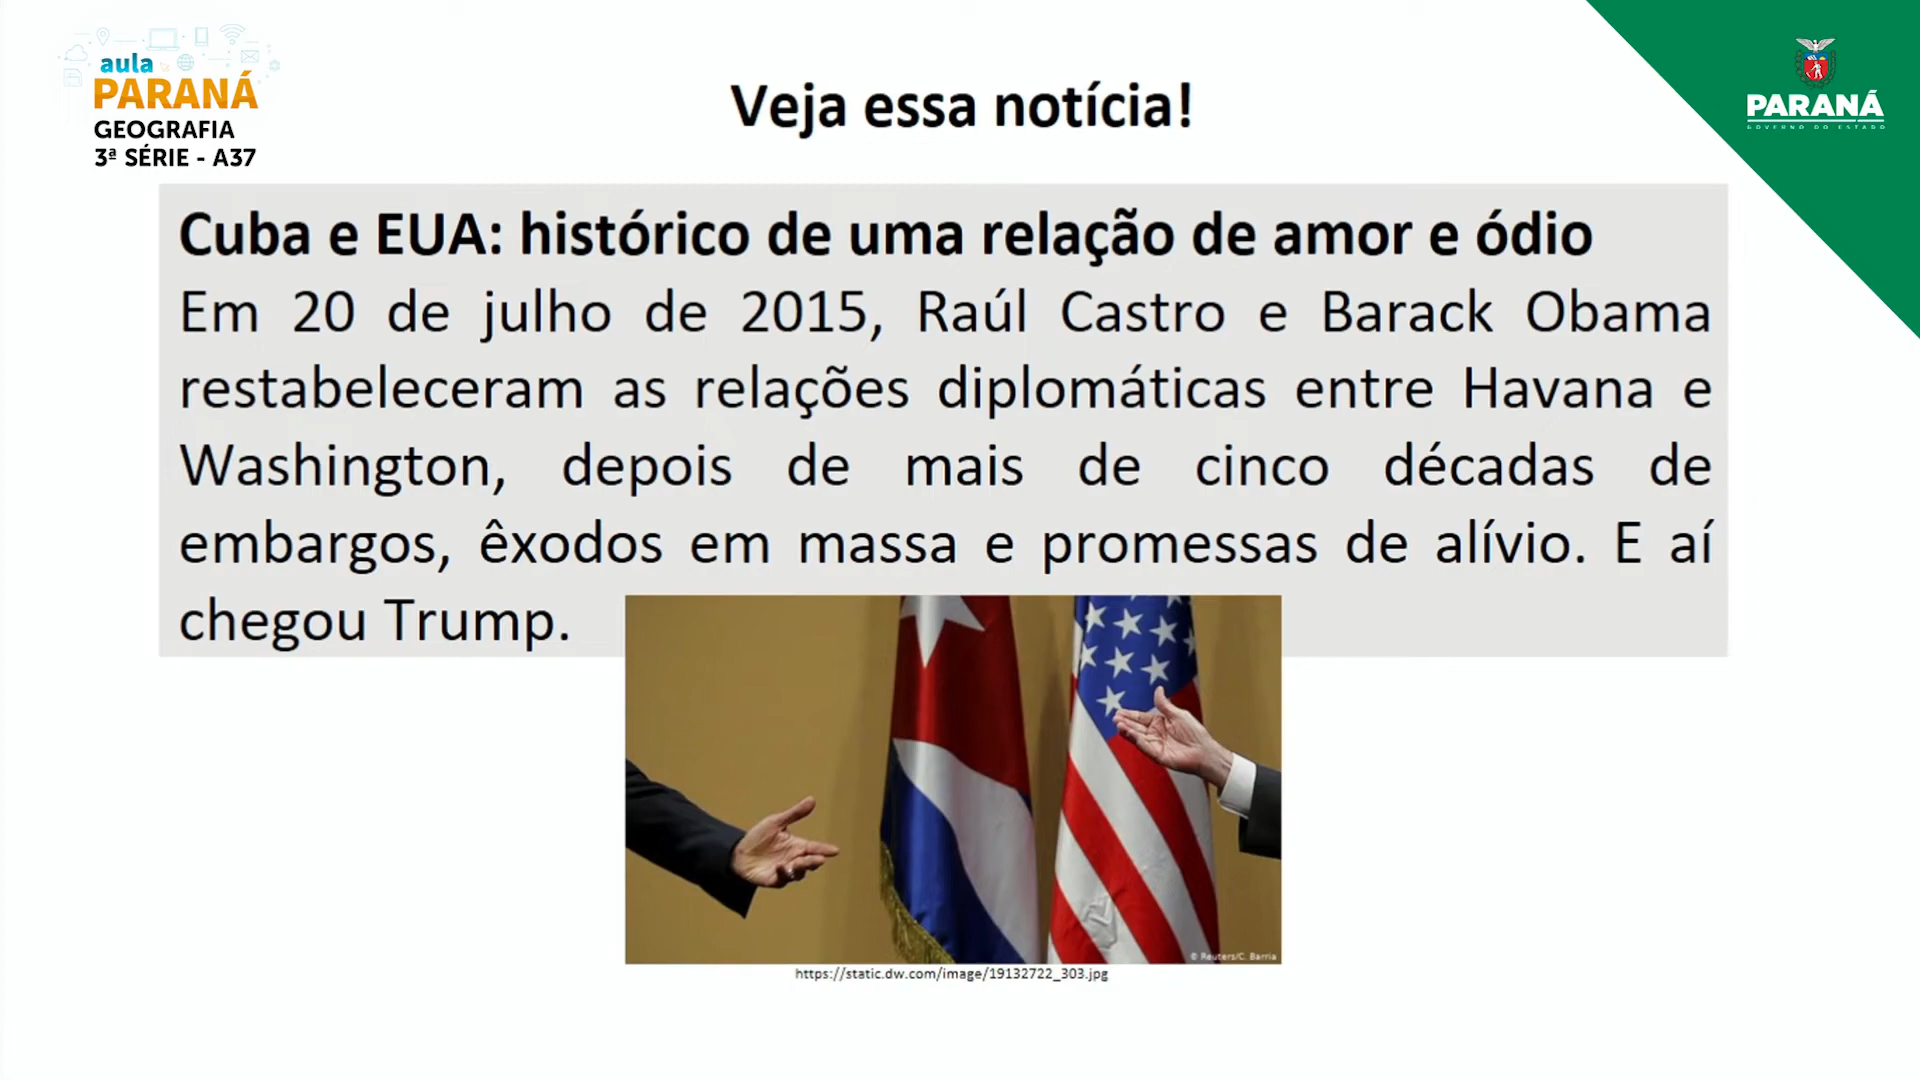 aula
PARANÁ
GEOGRAFIA
3ª SÉRIE - A37
Veja essa notícia!
PARANÁ
GOVERNO DO ESTADO
Cuba e EUA: histórico de uma relação de amor e ódio
Em 20 de julho de 2015, Raúl Castro e Barack Obama
restabeleceram as relações diplomáticas entre Havana e
Washington, depois de mais de cinco décadas de
embargos, êxodos em massa e promessas de alívio. E aí
chegou Trump.
© Reuters/C. Barria
https://static.dw.com/image/19132722_303.jpg